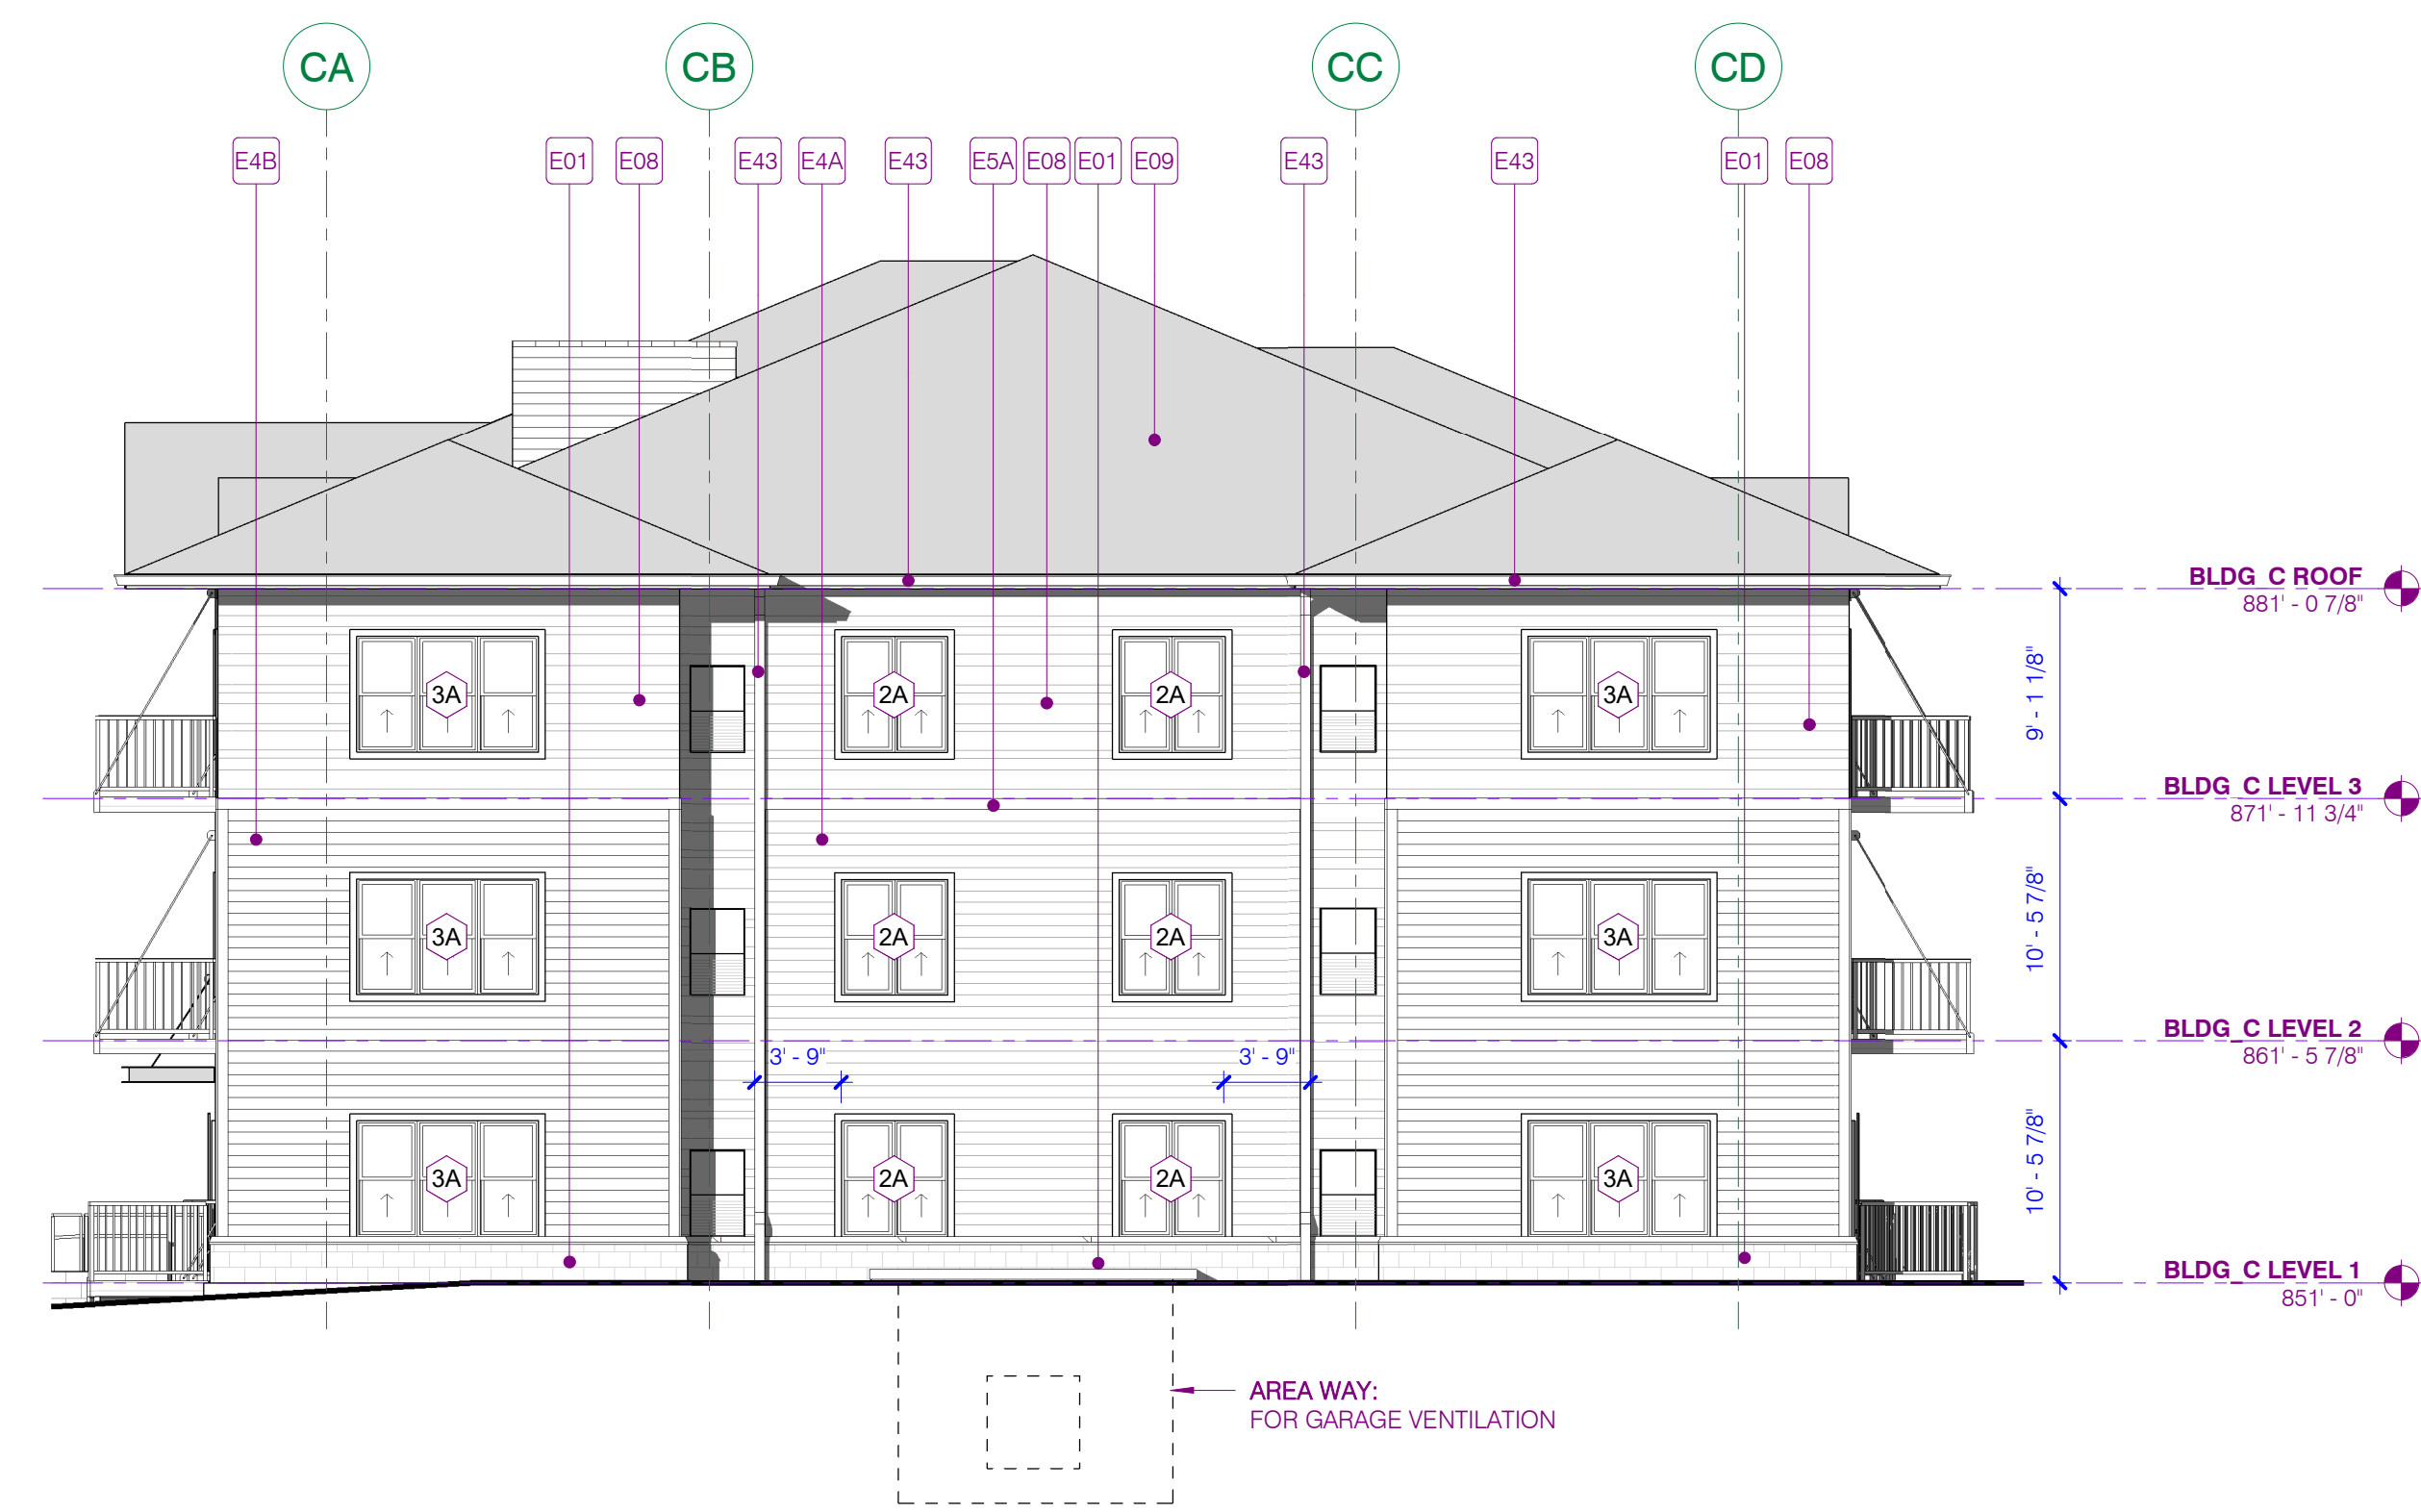 CA CB CC CD
E4B E01 E08 E43 E4A E43 E5A E08 E01 E09 E43 E43 E01 E08
BLDG_C ROOF
881' - 0 7/8"
9' - 11 1/8"
3A 2A 2A 3A
BLDG_C LEVEL 3
871' - 11 3/4"
10' - 5 7/8"
3A 2A 2A 3A
BLDG_C LEVEL 2
861' - 5 7/8"
3' - 9" 3' - 9"
10' - 5 7/8"
3A 2A 2A 3A
BLDG_C LEVEL 1
851' - 0"
AREA WAY:
FOR GARAGE VENTILATION